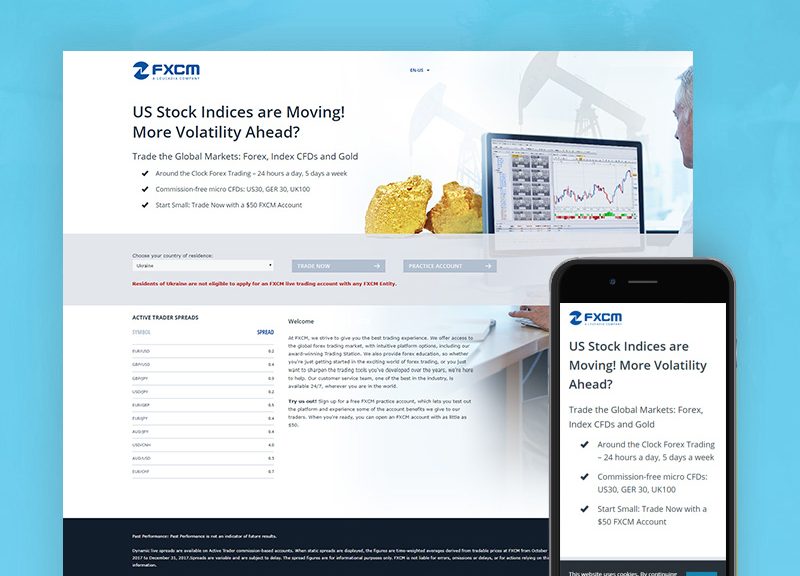 FXCM
A LEUCADIA COMPANY
EN-US
US Stock Indices are Moving!
More Volatility Ahead?
Trade the Global Markets: Forex, Index CFDs and Gold
Around the Clock Forex Trading – 24 hours a day, 5 days a week
Commission-free micro CFDs: US30, GER 30, UK100
Start Small: Trade Now with a $50 FXCM Account
Choose your country of residence:
Ukraine
TRADE NOW
PRACTICE ACCOUNT
Residents of Ukraine are not eligible to apply for an FXCM live trading account with any FXCM Entity.
ACTIVE TRADER SPREADS
SYMBOL SPREAD
EUR/USD 0.2
GBP/USD 0.4
GBP/JPY 0.9
USD/JPY 0.2
EUR/GBP 0.5
EUR/JPY 0.4
AUD/JPY 0.4
USD/CNH 4.0
AUD/USD 0.3
EUR/CHF 0.7
Welcome
At FXCM, we strive to give you the best trading experience. We offer access
to the global forex trading market, with intuitive platform options, including our
award-winning Trading Station. We also provide forex education, so whether
you're just getting started in the exciting world of forex trading, or you just
want to sharpen the trading tools you've developed over the years, we're here
to help. Our customer service team, one of the best in the industry, is
available 24/7, wherever you are in the world.
Try us out! Sign up for a free FXCM practice account, which lets you test out
the platform and experience some of the account benefits we give to our
traders. When you're ready, you can open an FXCM account with as little as
$50.
Past Performance: Past Performance is not an indicator of future results.
Dynamic live spreads are available on Active Trader commission-based accounts. When static spreads are displayed, the figures are time-weighted averages derived from tradable prices at FXCM from October
2017 to December 31, 2017.Spreads are variable and are subject to delay. The spread figures are for informational purposes only. FXCM is not liable for errors, omissions or delays, or for actions relying on this
information.
FXCM
A LEUCADIA COMPANY
US Stock Indices are
Moving! More Volatility
Ahead?
Trade the Global Markets: Forex,
Index CFDs and Gold
Around the Clock Forex Trading
– 24 hours a day, 5 days a week
Commission-free micro CFDs:
US30, GER 30, UK100
Start Small: Trade Now with a
$50 FXCM Account
This website uses cookies. By continuing